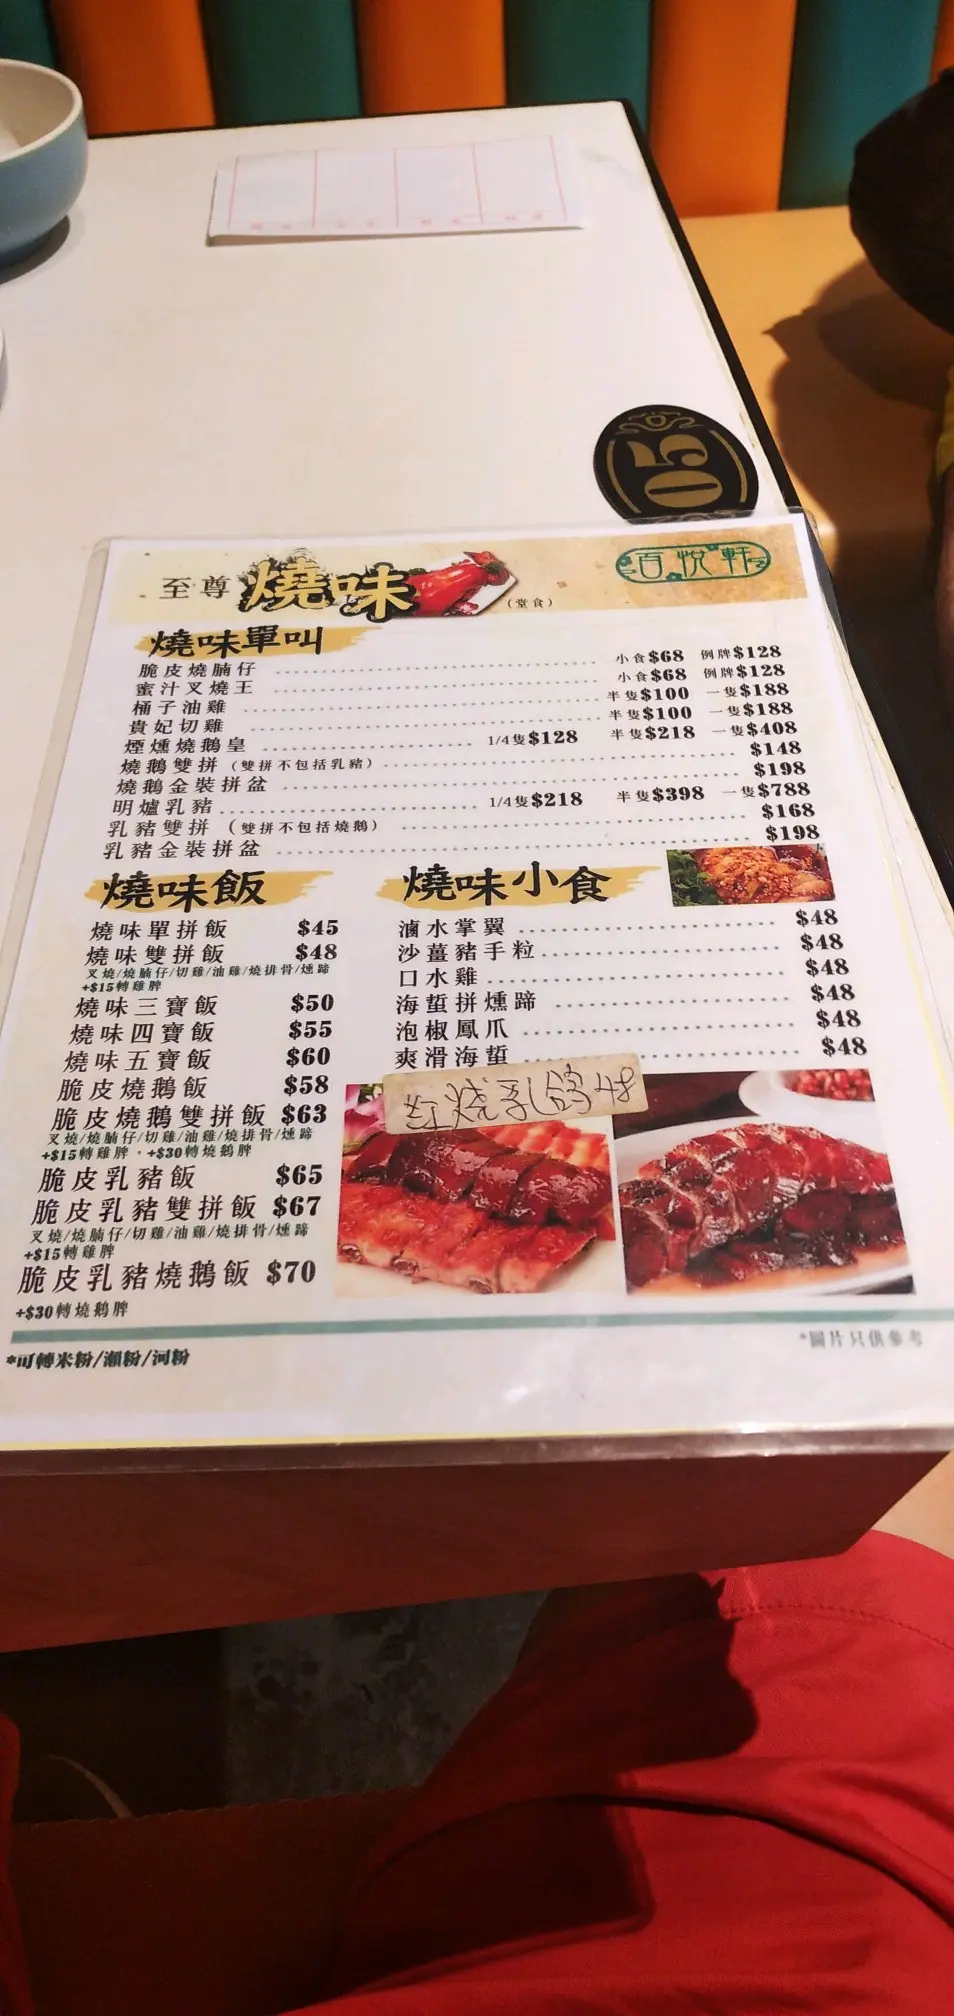 05
至尊燒味(堂食)
百悅軒
燒味單叫
脆皮燒腩仔 小食$68 例牌$128
蜜汁叉燒王 小食$68 例牌$128
桶子油雞 半隻$100 一隻$188
貴妃切雞 半隻$100 一隻$188
煙燻燒鵝皇 1/4隻$128 半隻$218 一隻$408
燒鵝雙拼(雙拼不包括乳豬) $148
燒鵝金裝拼盆 $198
明爐乳豬 1/4隻$218 半隻$398 一隻$788
乳豬雙拼(雙拼不包括燒鵝) $168
乳豬金裝拼盆 $198
燒味飯
燒味單拼飯 $45
燒味雙拼飯 $48
叉燒/燒腩仔/切雞/油雞/燒排骨/燻蹄
+$15轉雞髀
燒味三寶飯 $50
燒味四寶飯 $55
燒味五寶飯 $60
脆皮燒鵝飯 $58
脆皮燒鵝雙拼飯 $63
叉燒/燒腩仔/切雞/油雞/燒排骨/燻蹄
+$15轉雞髀，+$30轉燒鵝髀
脆皮乳豬飯 $65
脆皮乳豬雙拼飯 $67
叉燒/燒腩仔/切雞/油雞/燒排骨/燻蹄
+$15轉雞髀
脆皮乳豬燒鵝飯 $70
+$30轉燒鵝髀
燒味小食
滷水掌翼 $48
沙薑豬手粒 $48
口水雞 $48
海蜇拼燻蹄 $48
泡椒鳳爪 $48
爽滑海蜇 $48
红烧乳鸽
*圖片只供參考
*可轉米粉/瀨粉/河粉